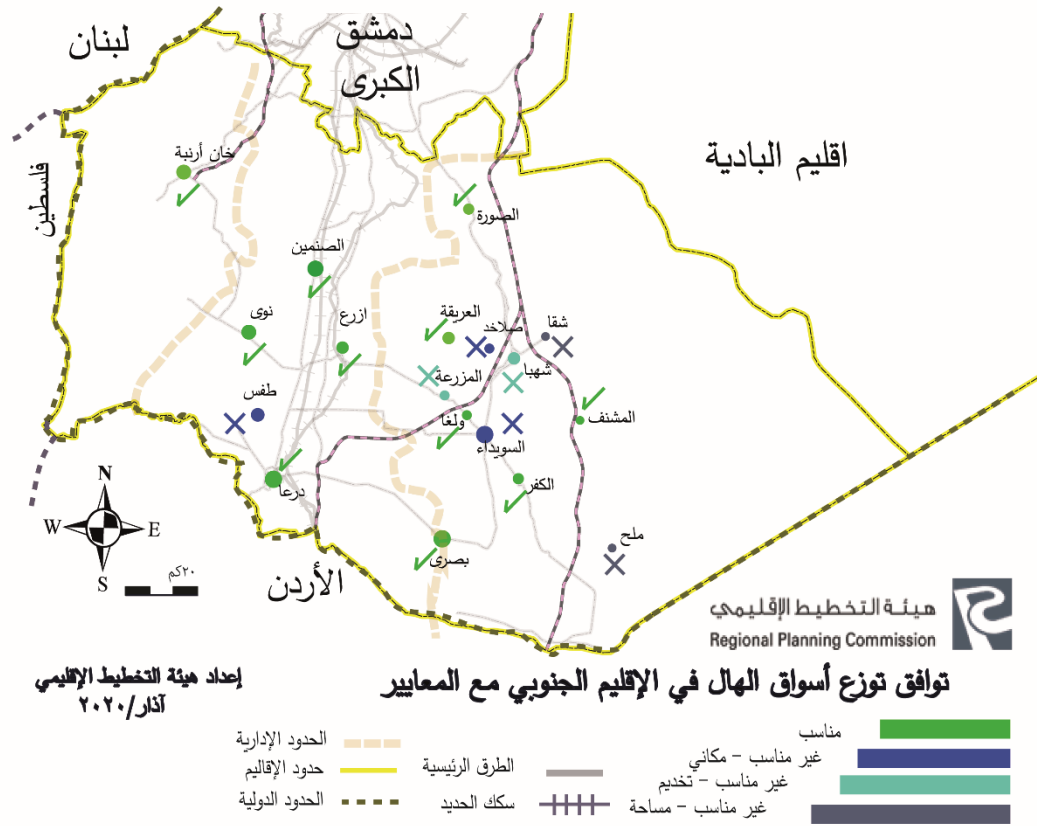 لبنان
دمشق
الكبرى
فلسطين
خان أرنبة
اقليم البادية
الصورة
الصنمين
نوى
ازرع
العريقة
صلاخد
شقا
شهبا
المزرعة
طفس
ولغا
المشنف
السويداء
درعا
الكفر
بصرى
ملح
N
W
E
S
٢٠كم
الأردن
هيئة التخطيط الإقليمي
Regional Planning Commission
توافق توزع أسواق الهال في الإقليم الجنوبي مع المعايير
إعداد هيئة التخطيط الإقليمي
آذار/٢٠٢٠
مناسب
غير مناسب – مكاني
غير مناسب – تخديم
غير مناسب – مساحة
الطرق الرئيسية
سكك الحديد
الحدود الإدارية
حدود الإقاليم
الحدود الدولية